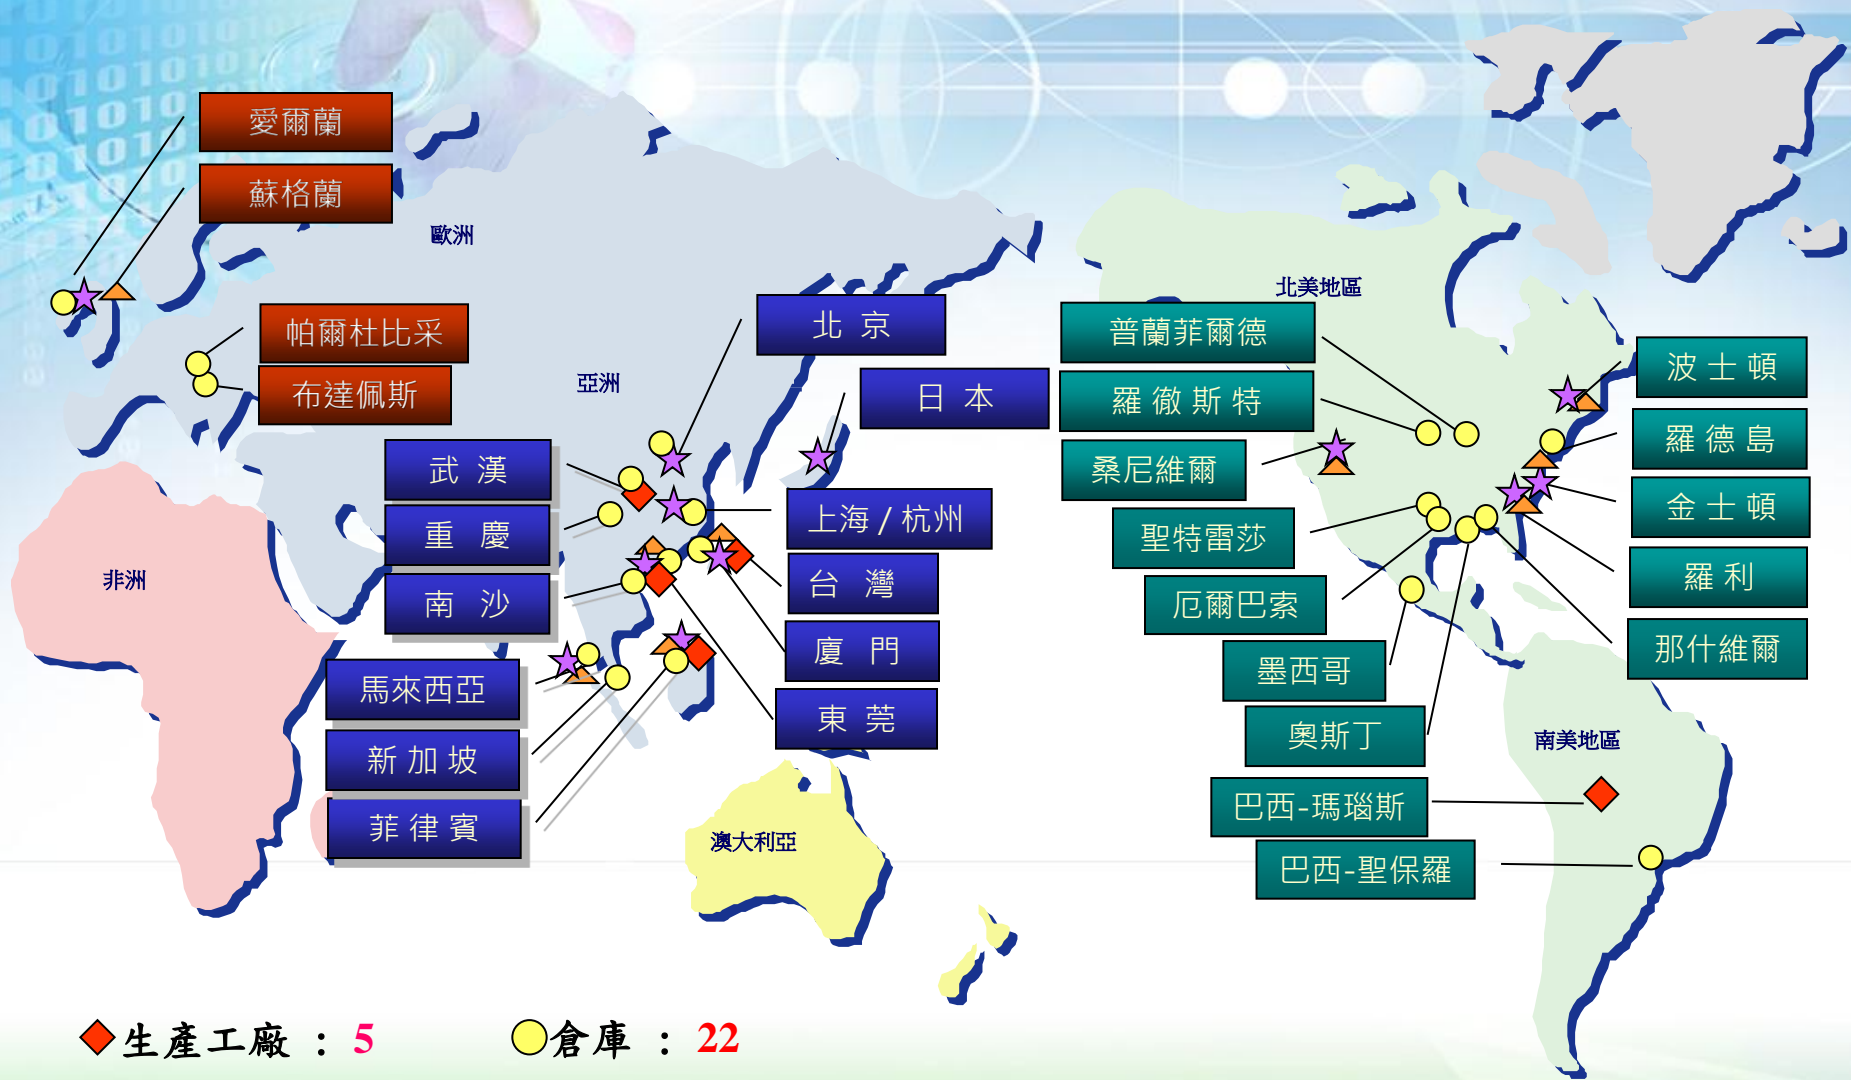 愛爾蘭
蘇格蘭
歐洲
帕爾杜比采
布達佩斯
亞洲
非洲
北 京
日 本
武 漢
重 慶
南 沙
上海 / 杭州
台 灣
廈 門
東 莞
馬來西亞
新 加 坡
菲 律 賓
澳大利亞
北美地區
普蘭菲爾德
羅 徹 斯 特
桑尼維爾
聖特雷莎
厄爾巴索
墨西哥
奧斯丁
巴西-瑪瑙斯
巴西-聖保羅
波 士 頓
羅 德 島
金 士 頓
羅 利
那什維爾
南美地區
生產工廠 : 5
倉庫 : 22